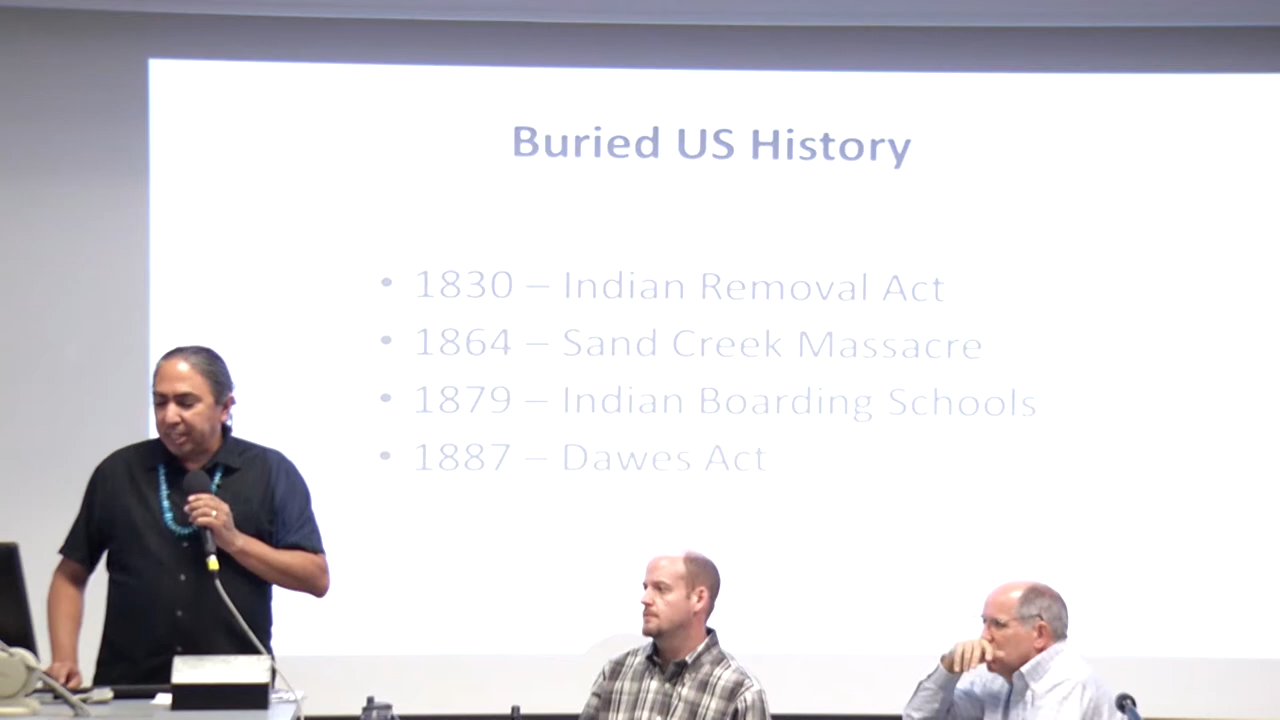 Buried US History
• 1830 – Indian Removal Act
• 1864 – Sand Creek Massacre
• 1879 – Indian Boarding Schools
• 1887 – Dawes Act